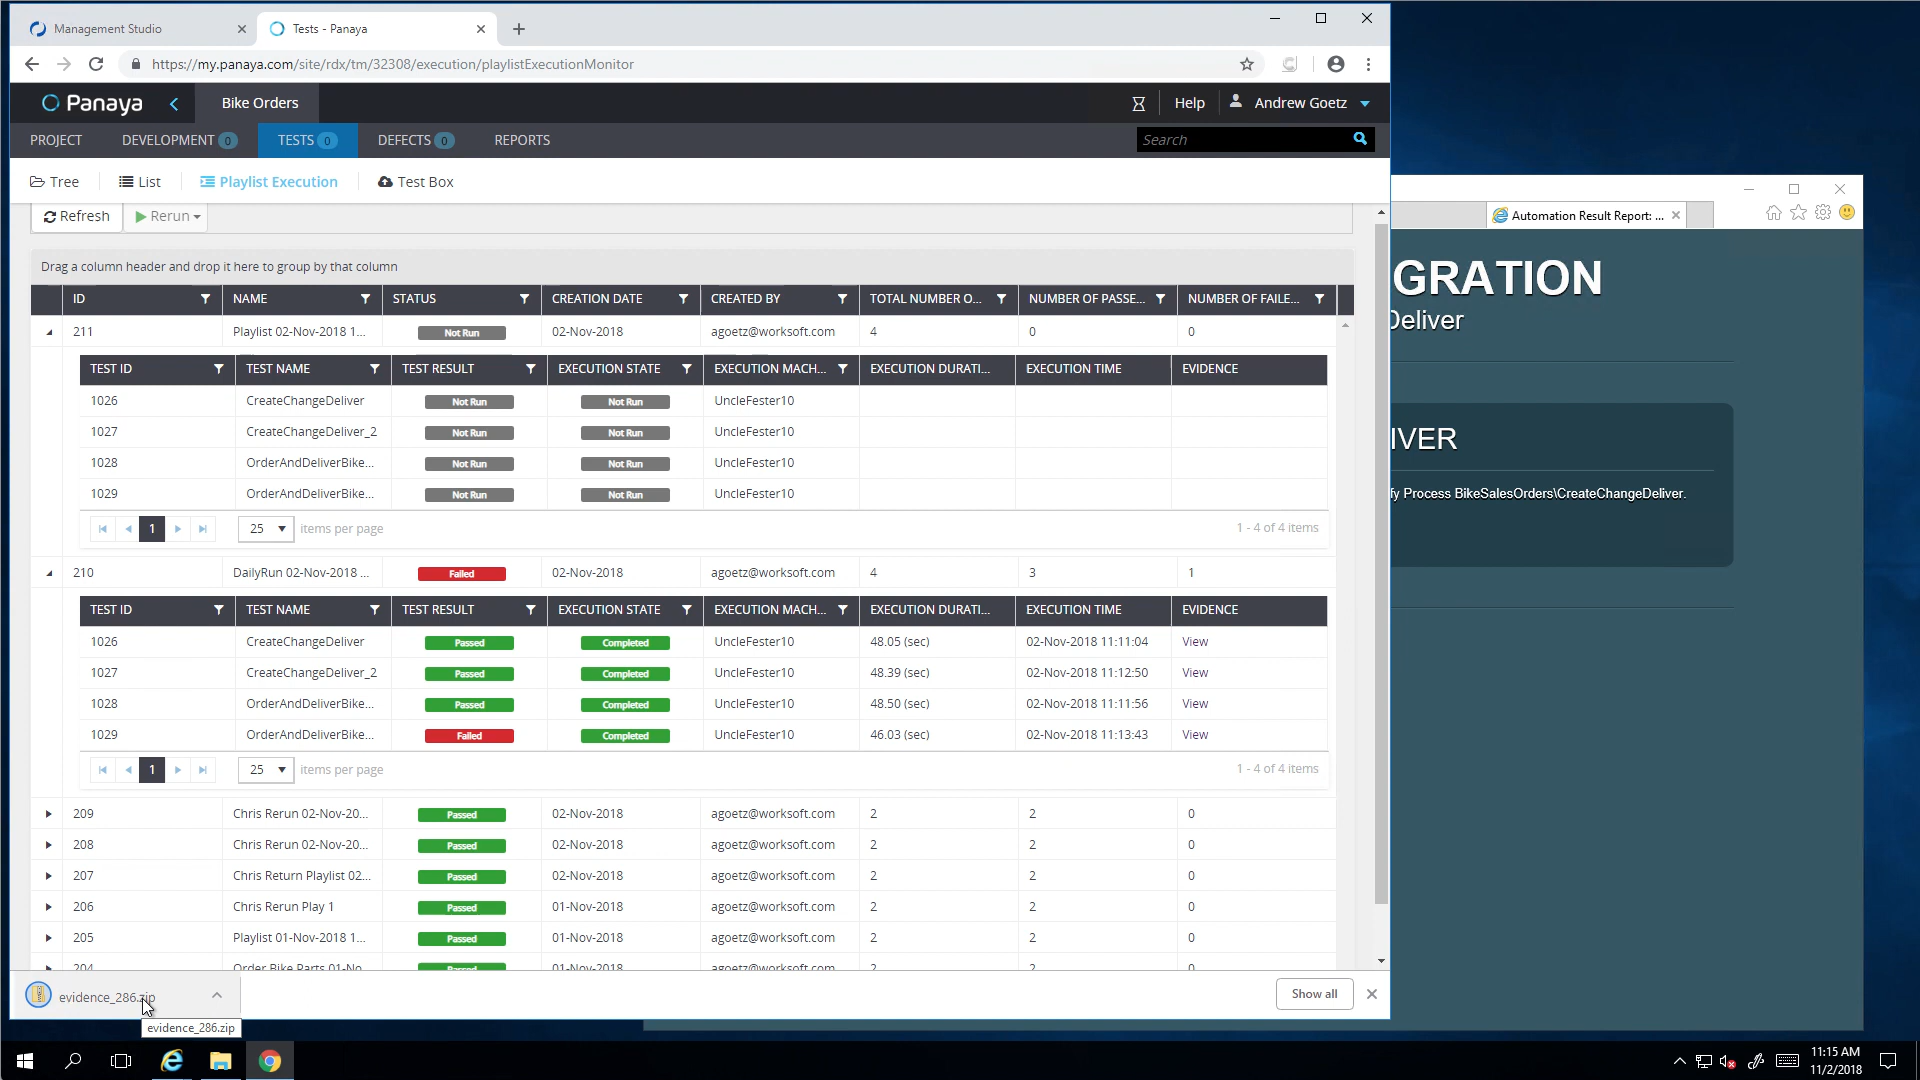 Management Studio
Tests - Panaya
https://my.panaya.com/site/rdx/tm/32308/execution/playlistExecutionMonitor
Panaya
Bike Orders
Help
Andrew Goetz
PROJECT
DEVELOPMENT 0
TESTS 0
DEFECTS 0
REPORTS
Search
Tree
List
Playlist Execution
Test Box
Refresh
Rerun
Automation Result Report: ...
GRATION
Deliver
IVER
fy Process BikeSalesOrders\CreateChangeDeliver.
Drag a column header and drop it here to group by that column
ID NAME STATUS CREATION DATE CREATED BY TOTAL NUMBER O... NUMBER OF PASSE... NUMBER OF FAILE...
211 Playlist 02-Nov-2018 1... Not Run 02-Nov-2018 agoetz@worksoft.com 4 0 0
TEST ID TEST NAME TEST RESULT EXECUTION STATE EXECUTION MACH... EXECUTION DURATI... EXECUTION TIME EVIDENCE
1026 CreateChangeDeliver Not Run Not Run UncleFester10
1027 CreateChangeDeliver_2 Not Run Not Run UncleFester10
1028 OrderAndDeliverBike... Not Run Not Run UncleFester10
1029 OrderAndDeliverBike... Not Run Not Run UncleFester10
1 25 items per page 1 - 4 of 4 items
210 DailyRun 02-Nov-2018 ... Failed 02-Nov-2018 agoetz@worksoft.com 4 3 1
TEST ID TEST NAME TEST RESULT EXECUTION STATE EXECUTION MACH... EXECUTION DURATI... EXECUTION TIME EVIDENCE
1026 CreateChangeDeliver Passed Completed UncleFester10 48.05 (sec) 02-Nov-2018 11:11:04 View
1027 CreateChangeDeliver_2 Passed Completed UncleFester10 48.39 (sec) 02-Nov-2018 11:12:50 View
1028 OrderAndDeliverBike... Passed Completed UncleFester10 48.50 (sec) 02-Nov-2018 11:11:56 View
1029 OrderAndDeliverBike... Failed Completed UncleFester10 46.03 (sec) 02-Nov-2018 11:13:43 View
1 25 items per page 1 - 4 of 4 items
209 Chris Rerun 02-Nov-20... Passed 02-Nov-2018 agoetz@worksoft.com 2 2 0
208 Chris Rerun 02-Nov-20... Passed 02-Nov-2018 agoetz@worksoft.com 2 2 0
207 Chris Return Playlist 02... Passed 02-Nov-2018 agoetz@worksoft.com 2 2 0
206 Chris Rerun Play 1 Passed 01-Nov-2018 agoetz@worksoft.com 2 2 0
205 Playlist 01-Nov-2018 1... Passed 01-Nov-2018 agoetz@worksoft.com 2 2 0
204 Order Bike Parts 01-No... Passed 01-Nov-2018 agoetz@worksoft.com 2 2 0
evidence_286.zip
Show all
evidence_286.zip
11:15 AM
11/2/2018